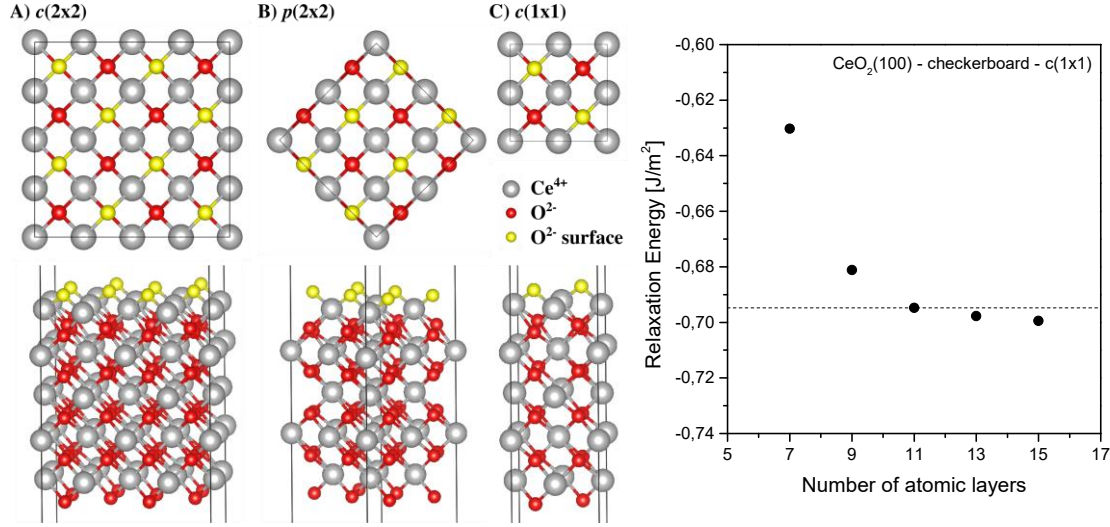 A) c(2x2)
B) p(2x2)
C) c(1x1)
Ce4+
O2-
O2- surface
CeO2(100) - checkerboard - c(1x1)
Relaxation Energy [J/m2]
-0,60
-0,62
-0,64
-0,66
-0,68
-0,70
-0,72
-0,74
5
7
9
11
13
15
17
Number of atomic layers